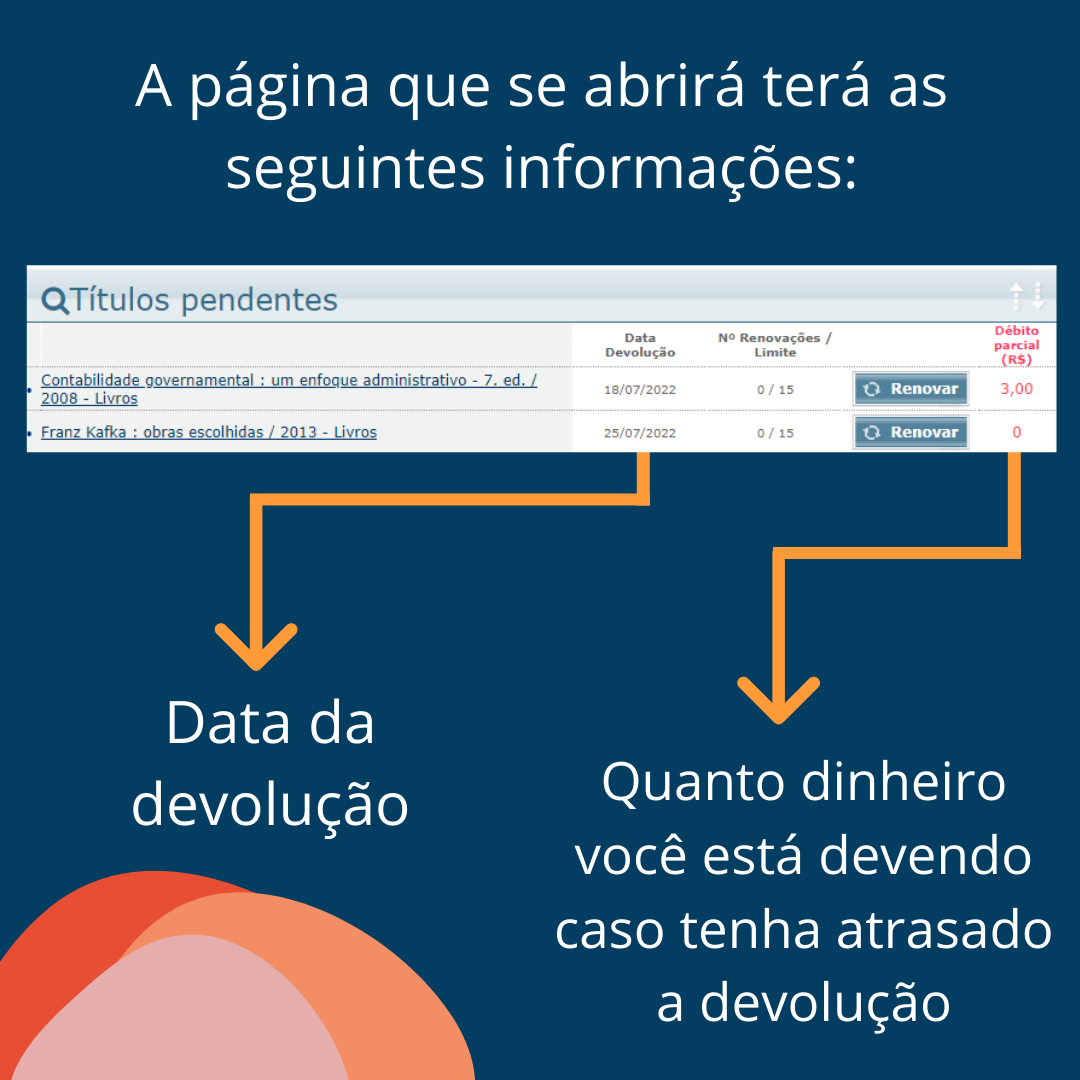 A página que se abrirá terá as
seguintes informações:
Títulos pendentes
Data
Devolução
Nº Renovações /
Limite
Débito
parcial
(R$)
Contabilidade governamental : um enfoque administrativo - 7. ed. /
2008 - Livros
18/07/2022
0 / 15
Renovar
3,00
Franz Kafka : obras escolhidas / 2013 - Livros
25/07/2022
0 / 15
Renovar
0
Data da
devolução
Quanto dinheiro
você está devendo
caso tenha atrasado
a devolução